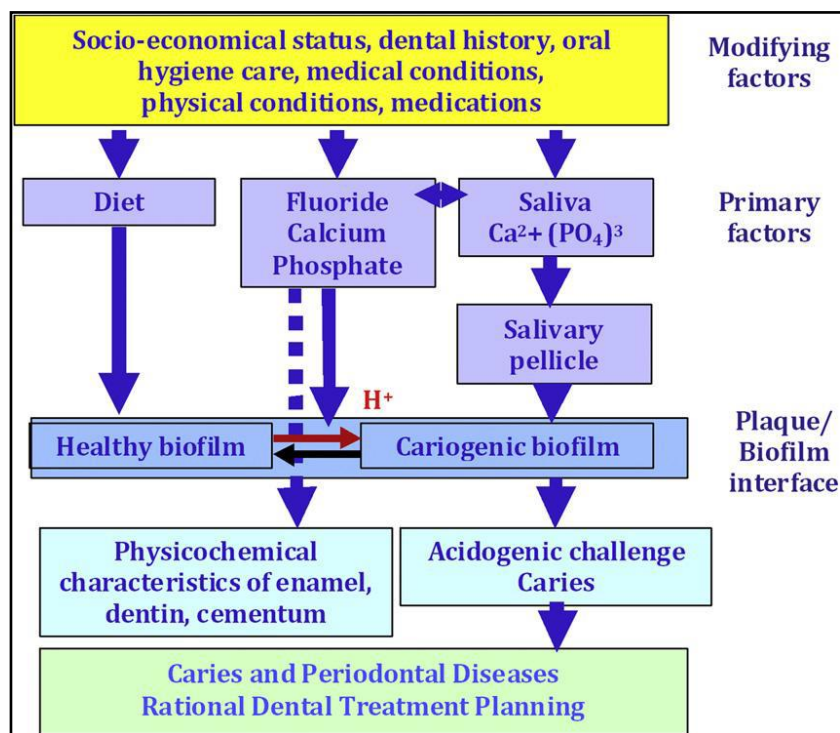 Socio-economical status, dental history, oral
hygiene care, medical conditions,
physical conditions, medications
Modifying
factors
Diet
Fluoride
Calcium
Phosphate
Saliva
Ca²+ (PO₄)³
Primary
factors
Salivary
pellicle
H⁺
Healthy biofilm
Cariogenic biofilm
Plaque/
Biofilm
interface
Physicochemical
characteristics of enamel,
dentin, cementum
Acidogenic challenge
Caries
Caries and Periodontal Diseases
Rational Dental Treatment Planning